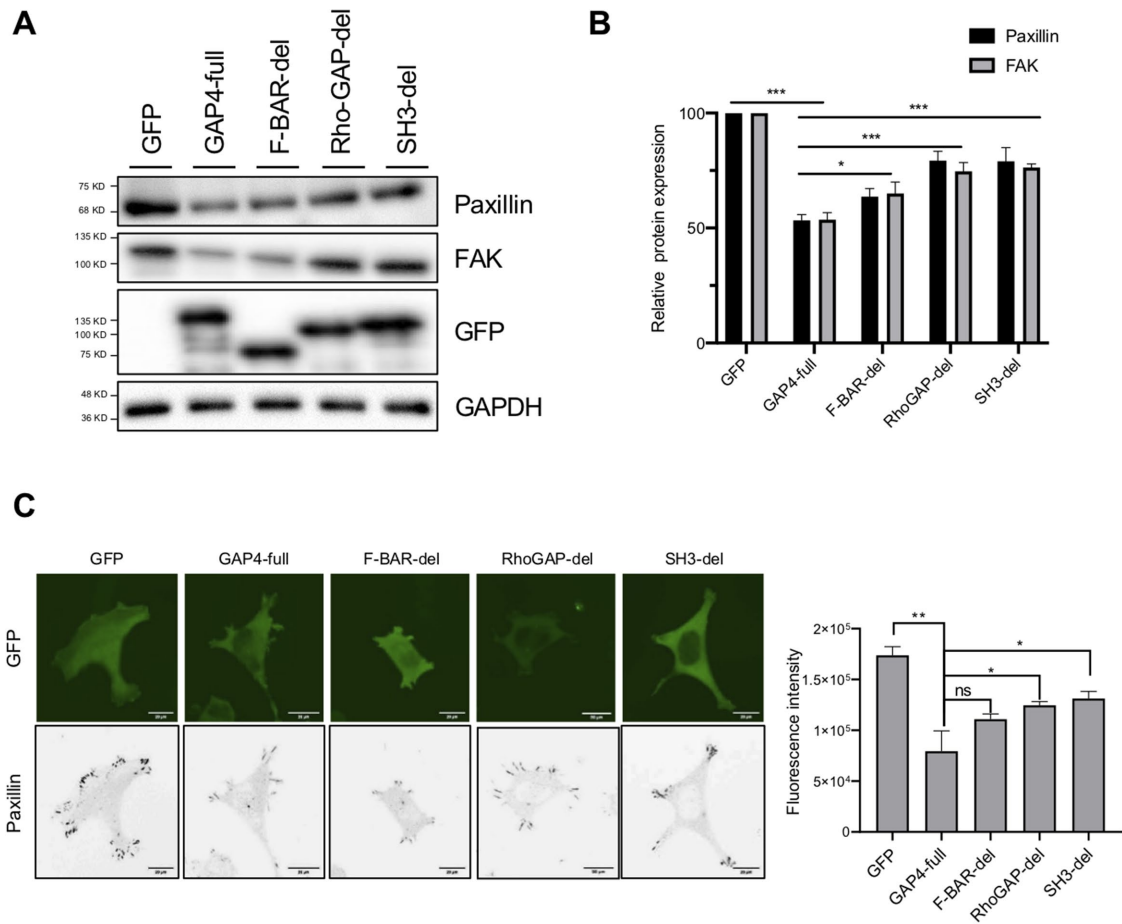 A
GFP
GAP4-full
F-BAR-del
Rho-GAP-del
SH3-del
75 KD
68 KD
Paxillin
135 KD
100 KD
FAK
135 KD
100 KD
75 KD
GFP
48 KD
36 KD
GAPDH
B
Paxillin
FAK
Relative protein expression
100
50
0
***
***
***
*
GFP
GAP4-full
F-BAR-del
RhoGAP-del
SH3-del
C
GFP GAP4-full F-BAR-del RhoGAP-del SH3-del
GFP
Paxillin
Fluorescence intensity
2×10⁵
1.5×10⁵
1×10⁵
5×10⁴
0
**
*
*
ns
GFP
GAP4-full
F-BAR-del
RhoGAP-del
SH3-del